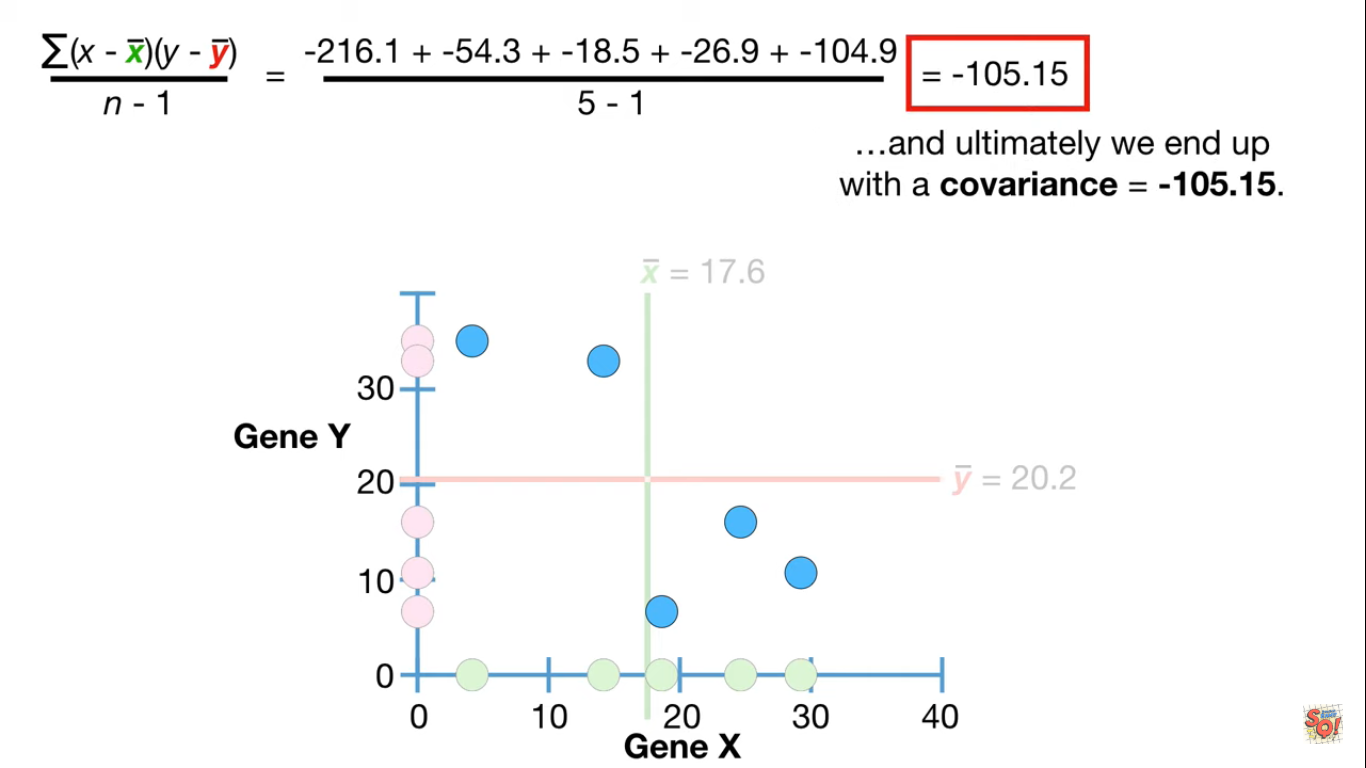 ∑(x - x̄)(y - ȳ)
n - 1
=
-216.1 + -54.3 + -18.5 + -26.9 + -104.9
5 - 1
= -105.15
…and ultimately we end up
with a covariance = -105.15.
x̄ = 17.6
30
Gene Y
20
ȳ = 20.2
10
0
0 10 20 30 40
Gene X
SQ!